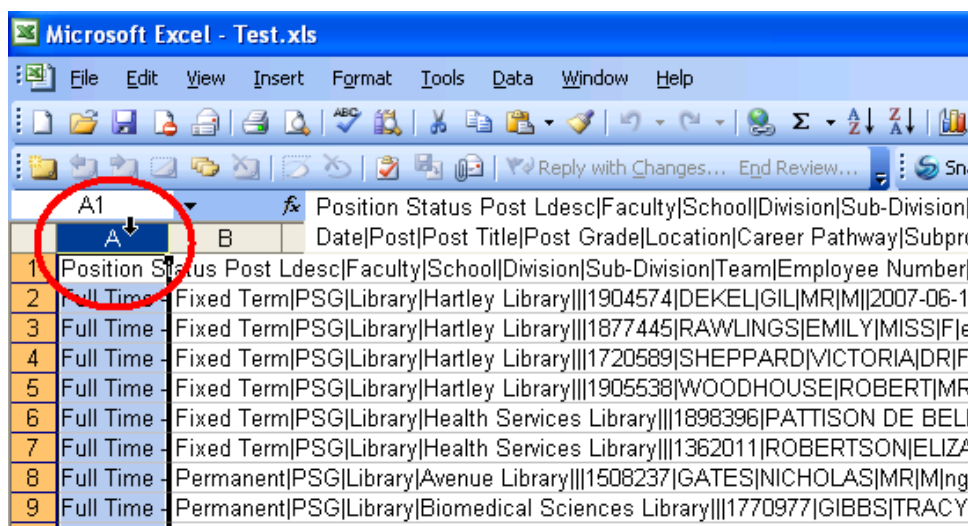 Microsoft Excel - Test.xls
File Edit View Insert Format Tools Data Window Help
ABC Σ A Z Z A
Reply with Changes... End Review... Sn
A1 fx Position Status Post Ldesc|Faculty|School|Division|Sub-Division|
A B Date|Post|Post Title|Post Grade|Location|Career Pathway|Subpr
1 Position Status Post Ldesc|Faculty|School|Division|Sub-Division|Team|Employee Number|
2 Full Time - Fixed Term|PSG|Library|Hartley Library|||1904574|DEKEL|GIL|MR|M||2007-06-1
3 Full Time - Fixed Term|PSG|Library|Hartley Library|||1877445|RAWLINGS|EMILY|MISS|F|e
4 Full Time - Fixed Term|PSG|Library|Hartley Library|||1720589|SHEPPARD|VICTORIA|DR|F
5 Full Time - Fixed Term|PSG|Library|Hartley Library|||1905538|WOODHOUSE|ROBERT|MR
6 Full Time - Fixed Term|PSG|Library|Health Services Library|||1898396|PATTISON DE BEL
7 Full Time - Fixed Term|PSG|Library|Health Services Library|||1362011|ROBERTSON|ELIZA
8 Full Time - Permanent|PSG|Library|Avenue Library|||1508237|GATES|NICHOLAS|MR|M|ng
9 Full Time - Permanent|PSG|Library|Biomedical Sciences Library|||1770977|GIBBS|TRACY